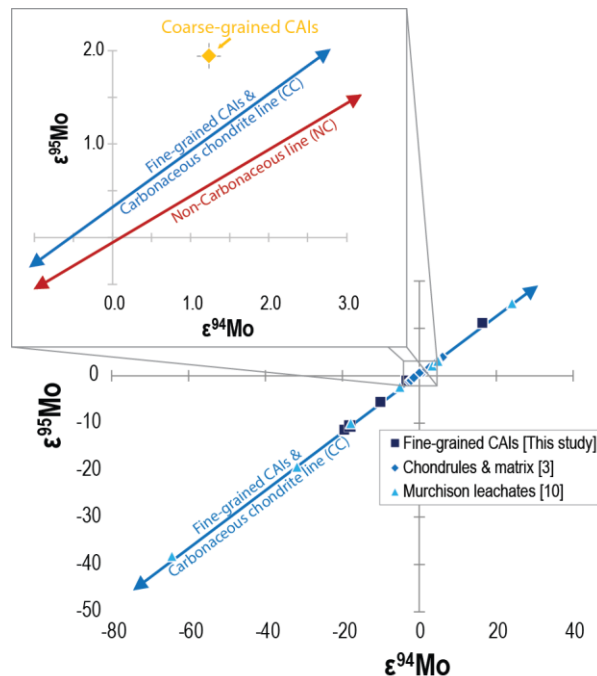 Coarse-grained CAIs
2.0
1.0
ε95Mo
Fine-grained CAIs &
Carbonaceous chondrite line (CC)
Non-Carbonaceous line (NC)
0.0 1.0 2.0 3.0
ε94Mo
0
-10
-20
-30
-40
-50
ε95Mo
Fine-grained CAIs [This study]
Chondrules & matrix [3]
Murchison leachates [10]
Fine-grained CAIs &
Carbonaceous chondrite line (CC)
-80 -60 -40 -20 0 20 40
ε94Mo